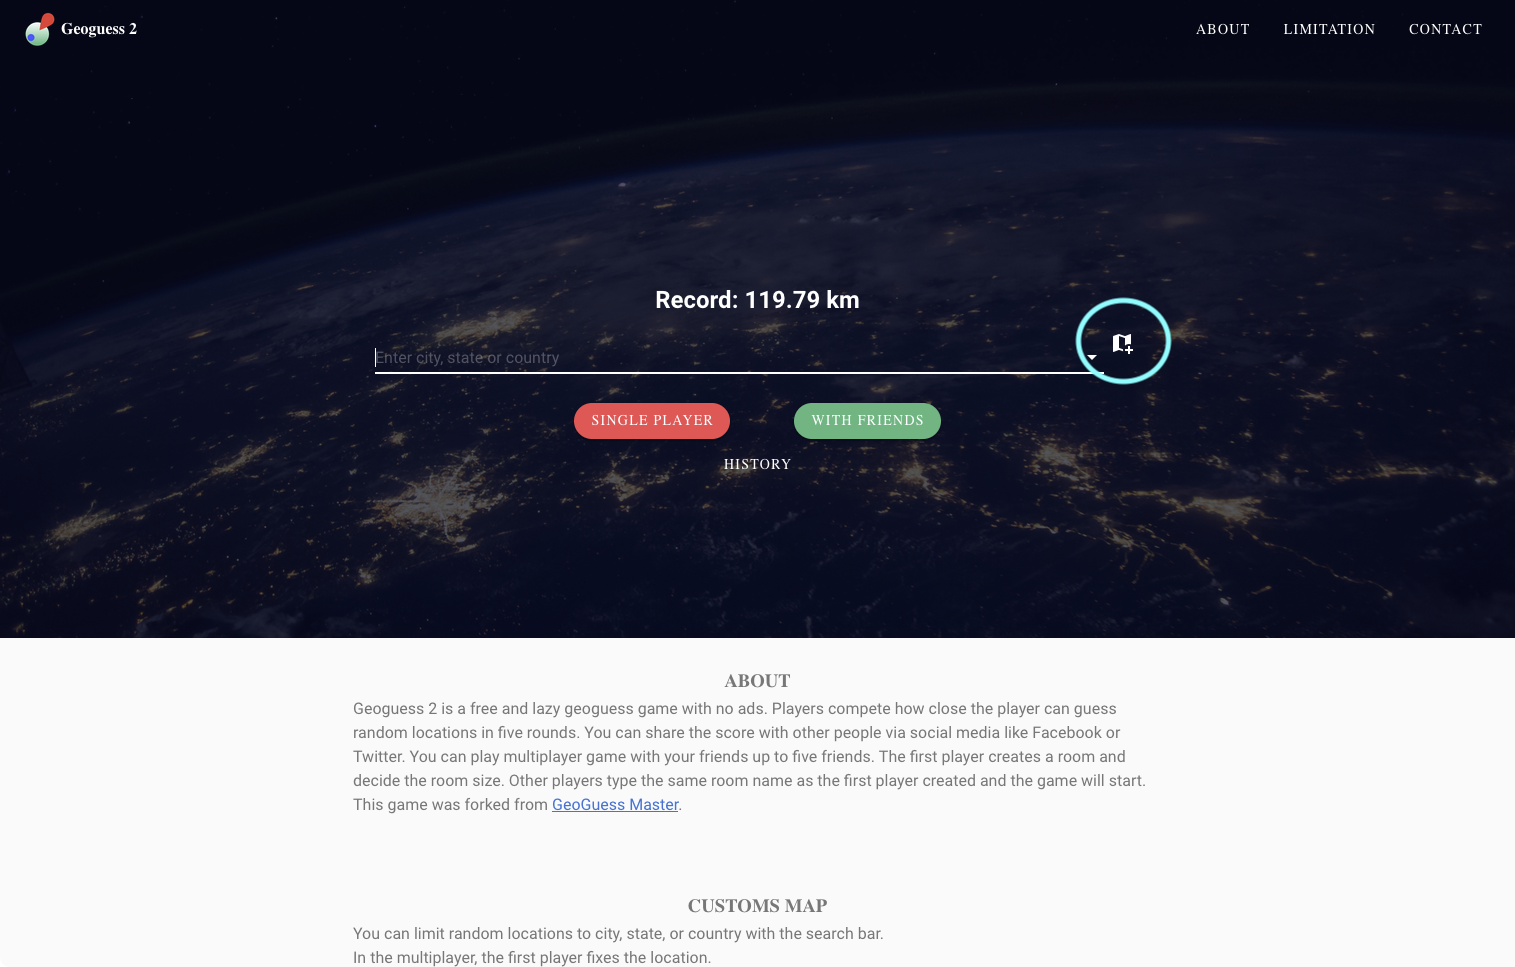 Geoguess 2
ABOUT
LIMITATION
CONTACT
Record: 119.79 km
Enter city, state or country
SINGLE PLAYER
WITH FRIENDS
HISTORY
ABOUT
Geoguess 2 is a free and lazy geoguess game with no ads. Players compete how close the player can guess
random locations in five rounds. You can share the score with other people via social media like Facebook or
Twitter. You can play multiplayer game with your friends up to five friends. The first player creates a room and
decide the room size. Other players type the same room name as the first player created and the game will start.
This game was forked from GeoGuess Master.
CUSTOMS MAP
You can limit random locations to city, state, or country with the search bar.
In the multiplayer, the first player fixes the location.